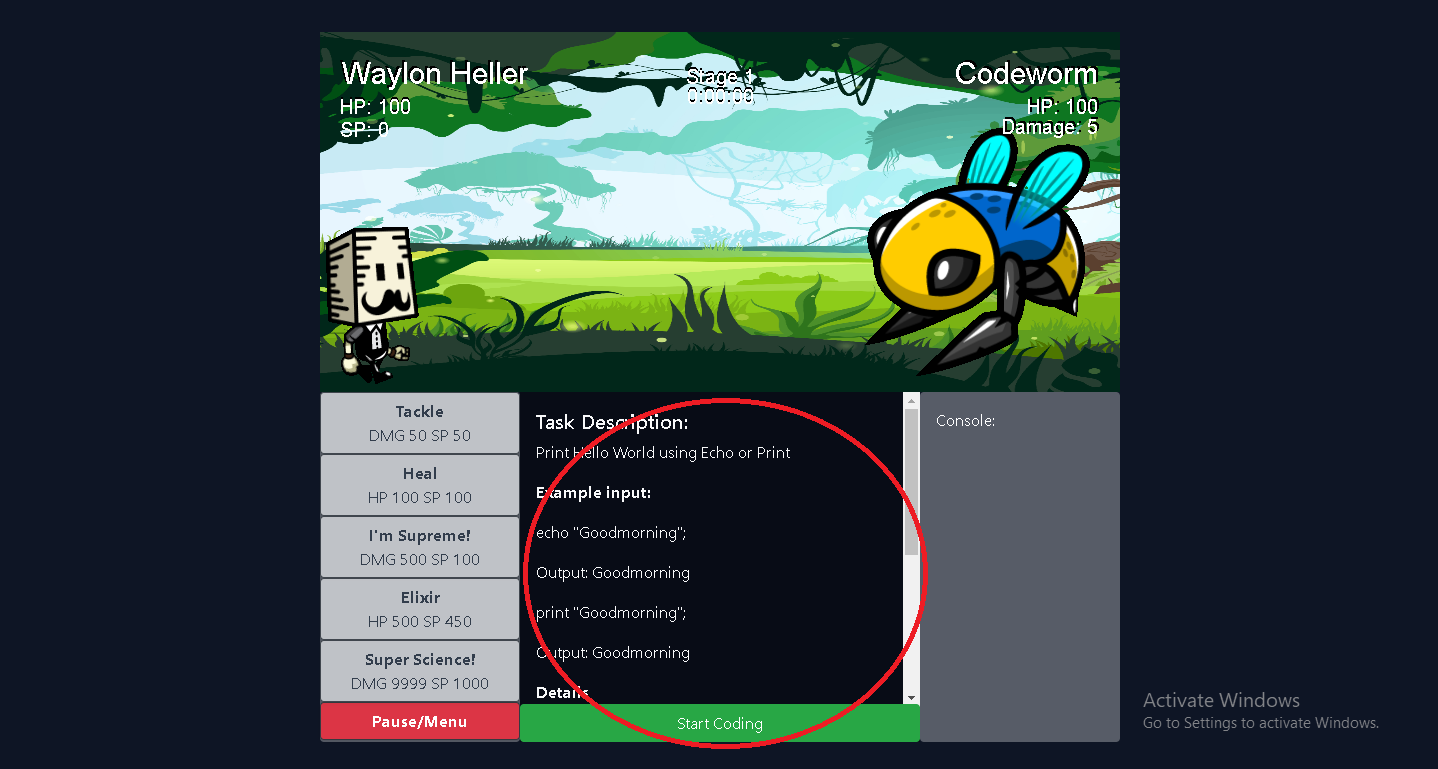 Waylon Heller
HP: 100
SP: 0
Stage 1
0:00:00
Codeworm
HP: 100
Damage: 5
Tackle
DMG 50 SP 50
Heal
HP 100 SP 100
I'm Supreme!
DMG 500 SP 100
Elixir
HP 500 SP 450
Super Science!
DMG 9999 SP 1000
Pause/Menu
Task Description:
Print Hello World using Echo or Print
Example input:
echo "Goodmorning";
Output: Goodmorning
print "Goodmorning";
Output: Goodmorning
Details
Start Coding
Console:
Activate Windows
Go to Settings to activate Windows.